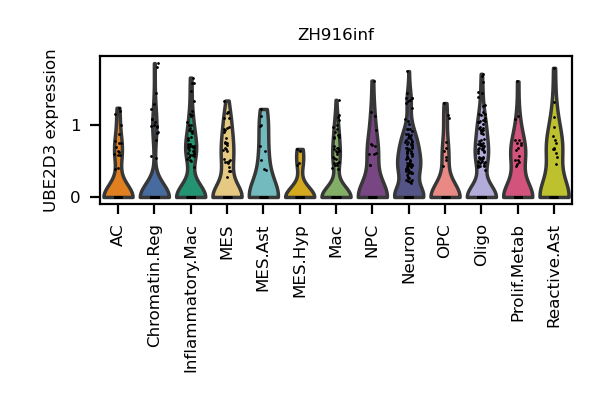 ZH916inf
UBE2D3 expression
1
0
AC
Chromatin.Reg
Inflammatory.Mac
MES
MES.Ast
MES.Hyp
Mac
NPC
Neuron
OPC
Oligo
Prolif.Metab
Reactive.Ast